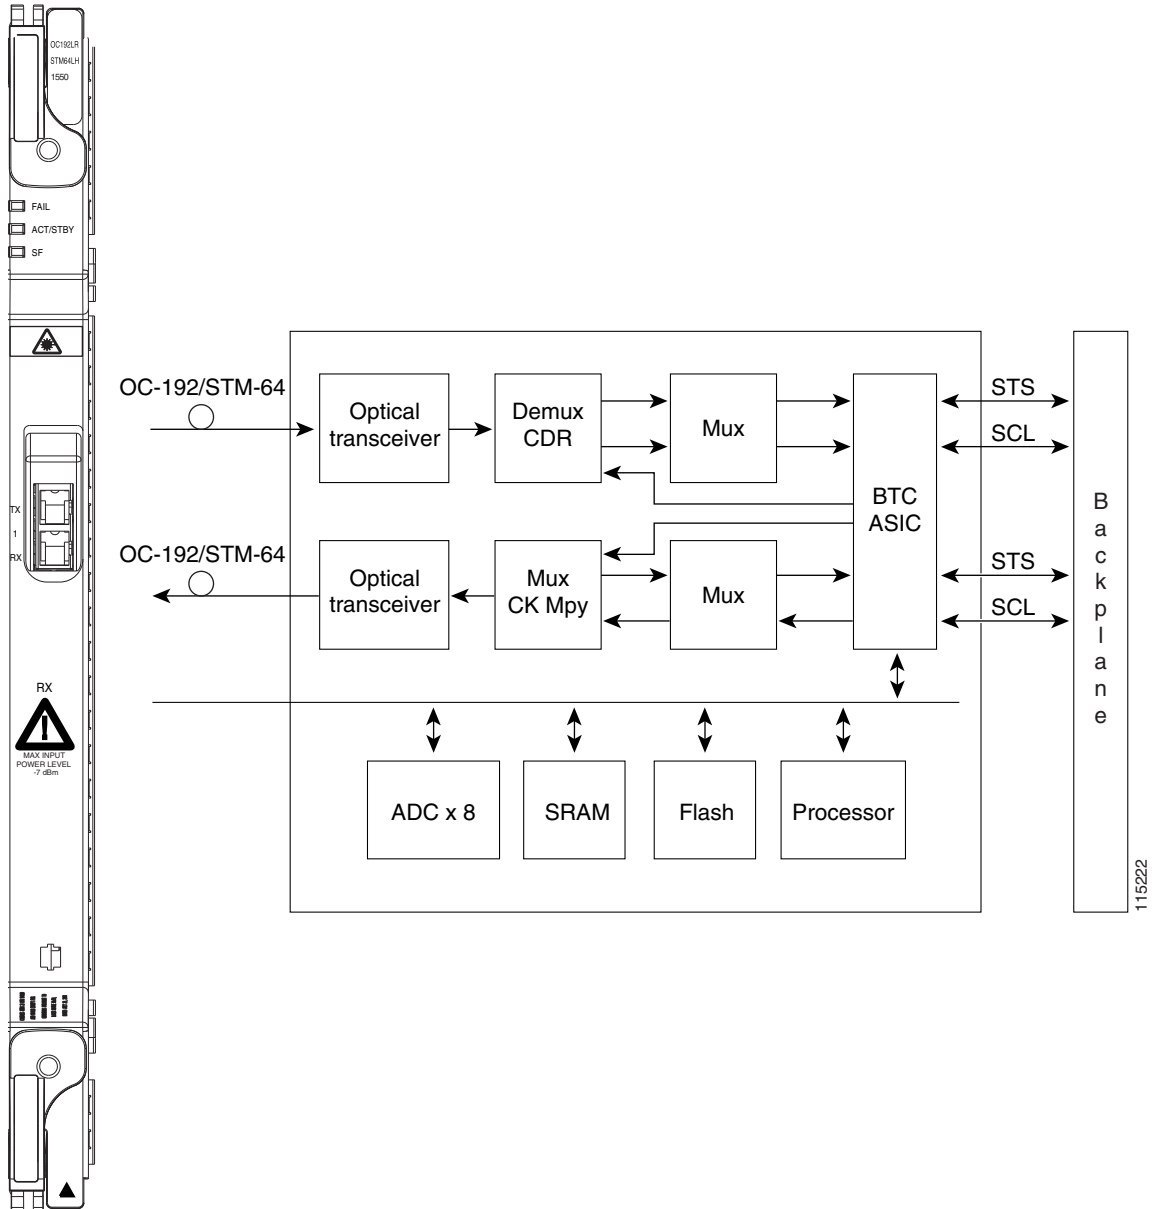 OC192LR
STM64LH
1550
FAIL
ACT/STBY
SF
TX
1
RX
RX
MAX INPUT
POWER LEVEL
-7 dBm
OC-192/STM-64
Optical
transceiver
Demux
CDR
Mux
BTC
ASIC
STS
SCL
OC-192/STM-64
Optical
transceiver
Mux
CK Mpy
Mux
STS
SCL
Backplane
ADC x 8
SRAM
Flash
Processor
115222